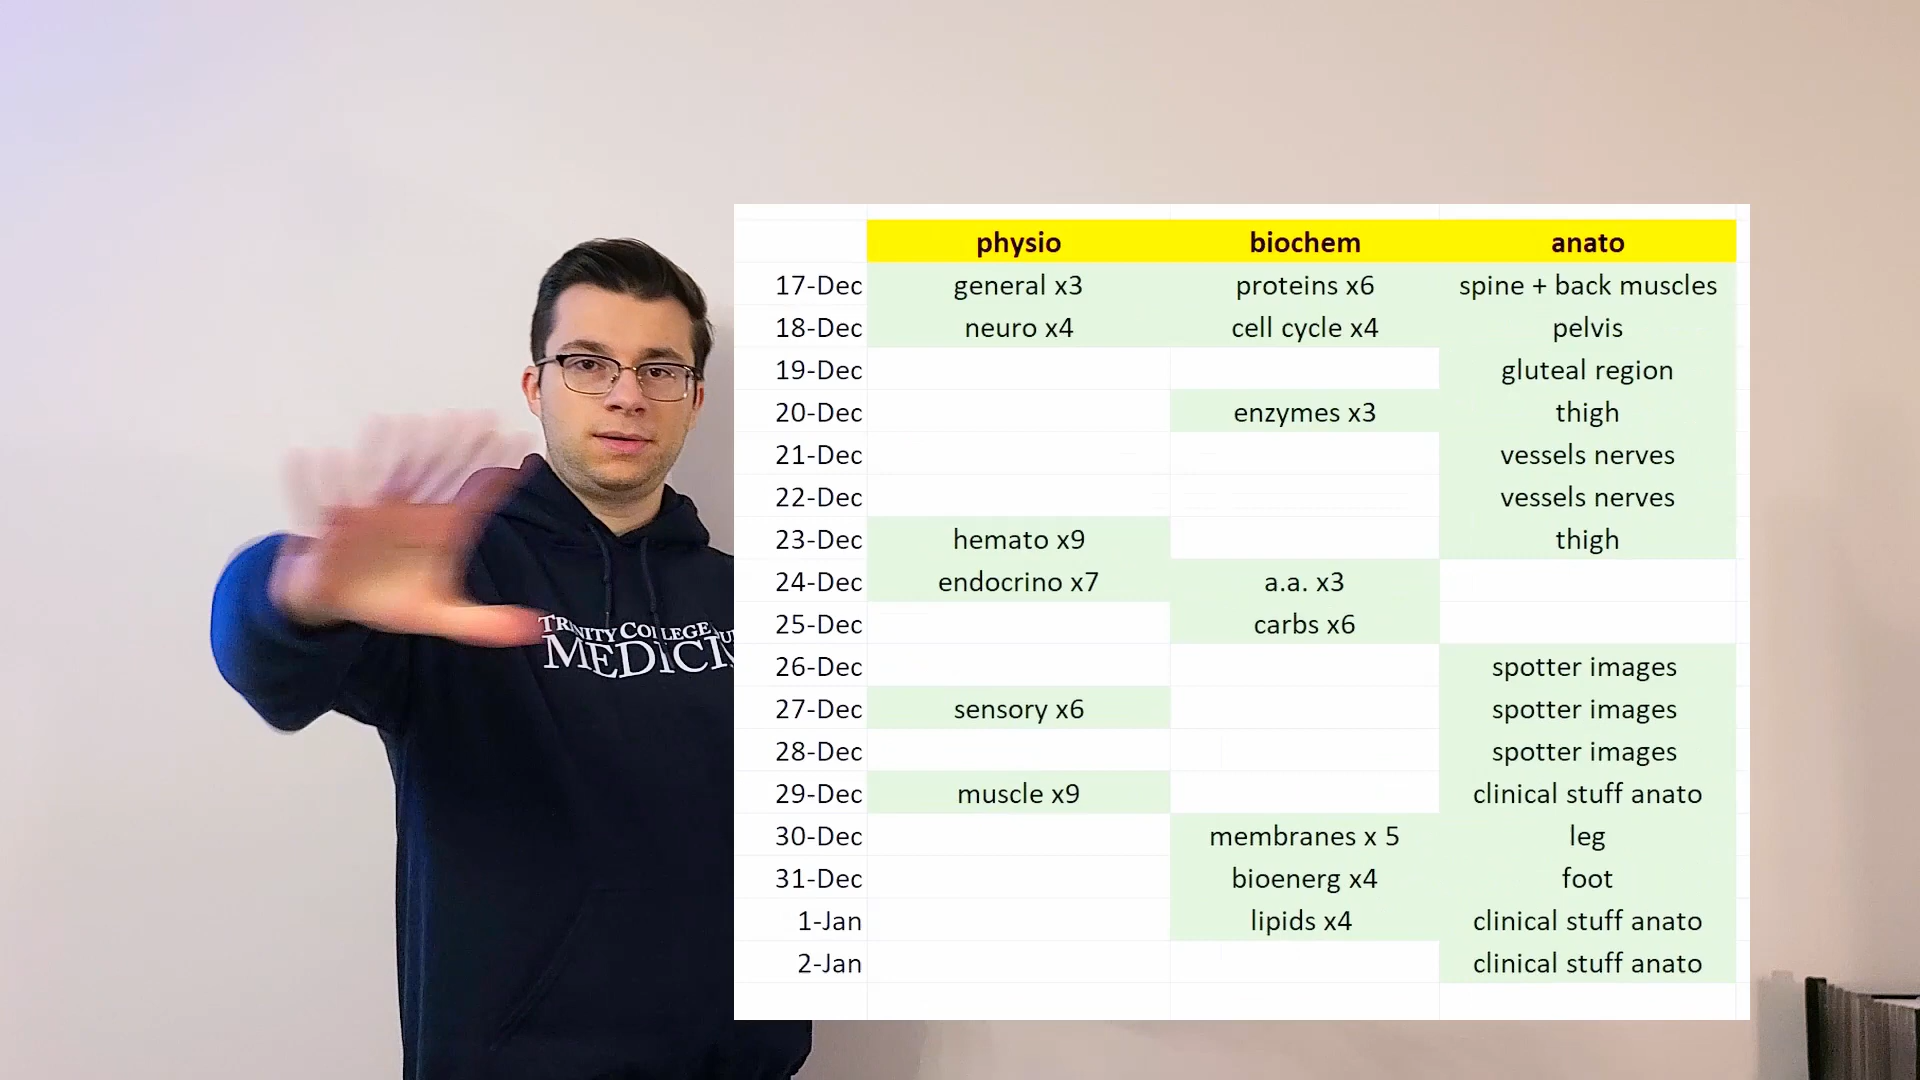 physio biochem anato
17-Dec general x3 proteins x6 spine + back muscles
18-Dec neuro x4 cell cycle x4 pelvis
19-Dec gluteal region
20-Dec enzymes x3 thigh
21-Dec vessels nerves
22-Dec vessels nerves
23-Dec hemato x9 thigh
24-Dec endocrino x7 a.a. x3
25-Dec carbs x6
26-Dec spotter images
27-Dec sensory x6 spotter images
28-Dec spotter images
29-Dec muscle x9 clinical stuff anato
30-Dec membranes x 5 leg
31-Dec bioenerg x4 foot
1-Jan lipids x4 clinical stuff anato
2-Jan clinical stuff anato
TRINITY COLLEGE